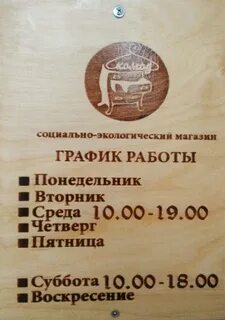 социально-экологический магазин
ГРАФИК РАБОТЫ
Понедельник
Вторник
Среда 10.00-19.00
Четверг
Пятница
Суббота 10.00-18.00
Воскресение